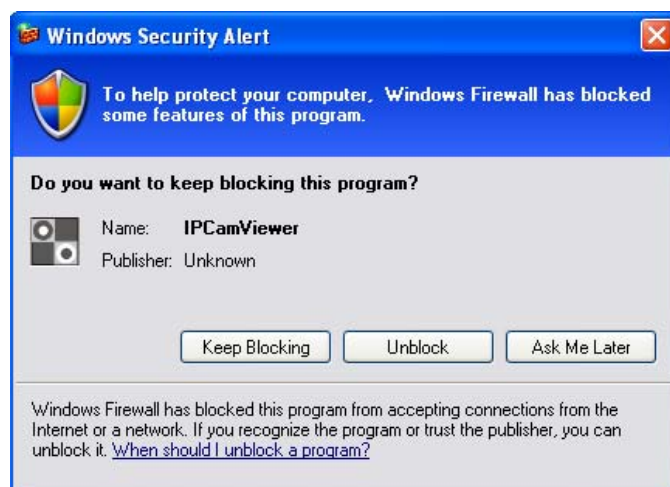 Windows Security Alert
To help protect your computer, Windows Firewall has blocked
some features of this program.
Do you want to keep blocking this program?
Name: IPCamViewer
Publisher: Unknown
Keep Blocking Unblock Ask Me Later
Windows Firewall has blocked this program from accepting connections from the
Internet or a network. If you recognize the program or trust the publisher, you can
unblock it. When should I unblock a program?